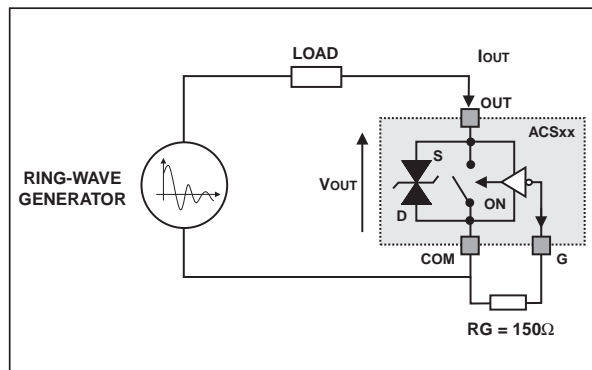 LOAD
IOUT
OUT
ACSxx
S
VOUT
RING-WAVE
GENERATOR
ON
D
COM
G
RG = 150Ω